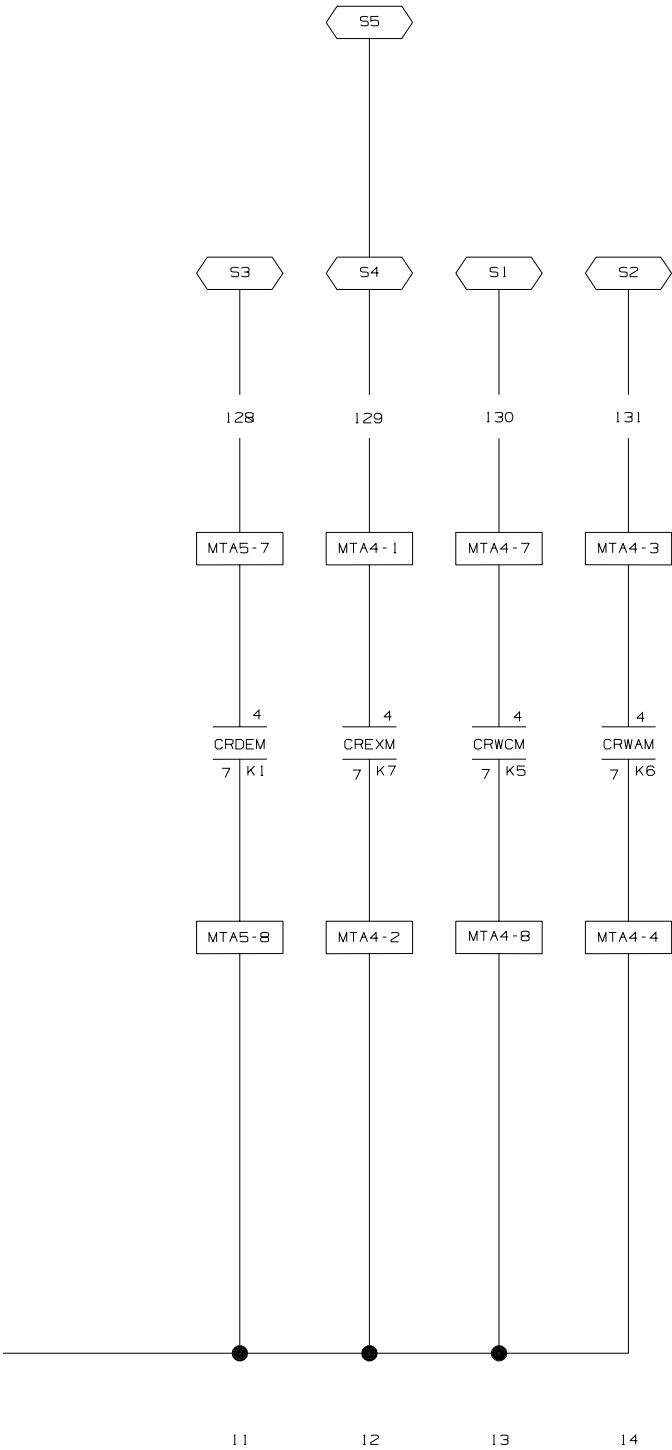 S5
S3 S4 S1 S2
128 129 130 131
MTA5-7 MTA4-1 MTA4-7 MTA4-3
4 4 4 4
CRDEM CREXM CRWCM CRWAM
7 K1 7 K7 7 K5 7 K6
MTA5-8 MTA4-2 MTA4-8 MTA4-4
11 12 13 14